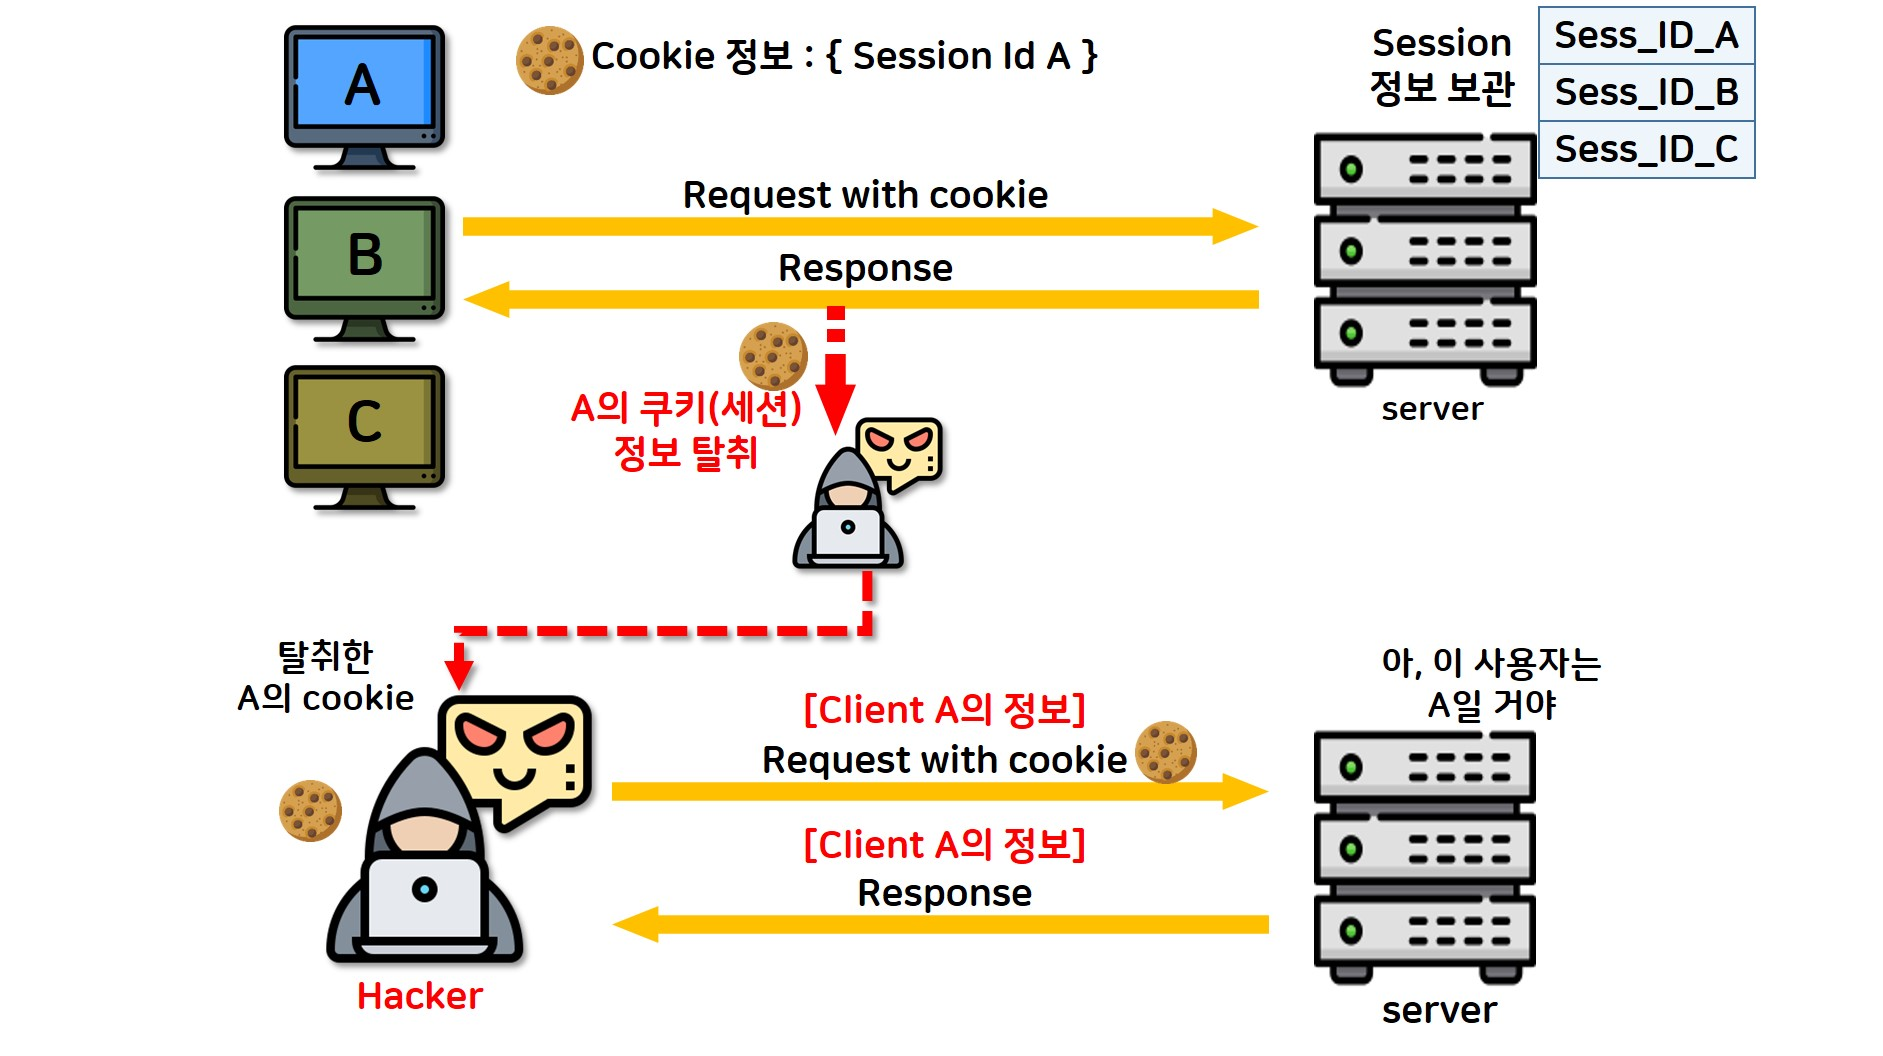 A
Cookie 정보 : { Session Id A }
Session
정보 보관
Sess_ID_A
Sess_ID_B
Sess_ID_C
Request with cookie
B
Response
C
A의 쿠키(세션)
정보 탈취
server
탈취한
A의 cookie
[Client A의 정보]
Request with cookie
아, 이 사용자는
A일 거야
[Client A의 정보]
Response
Hacker
server